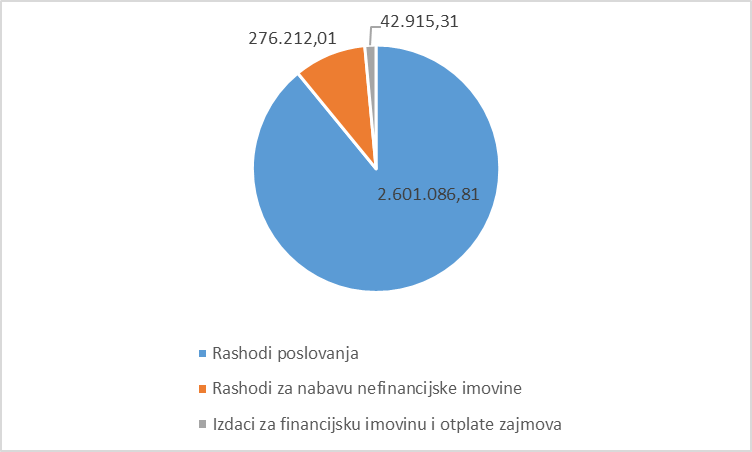 42.915,31
276.212,01
2.601.086,81
Rashodi poslovanja
Rashodi za nabavu nefinancijske imovine
Izdaci za financijsku imovinu i otplate zajmova